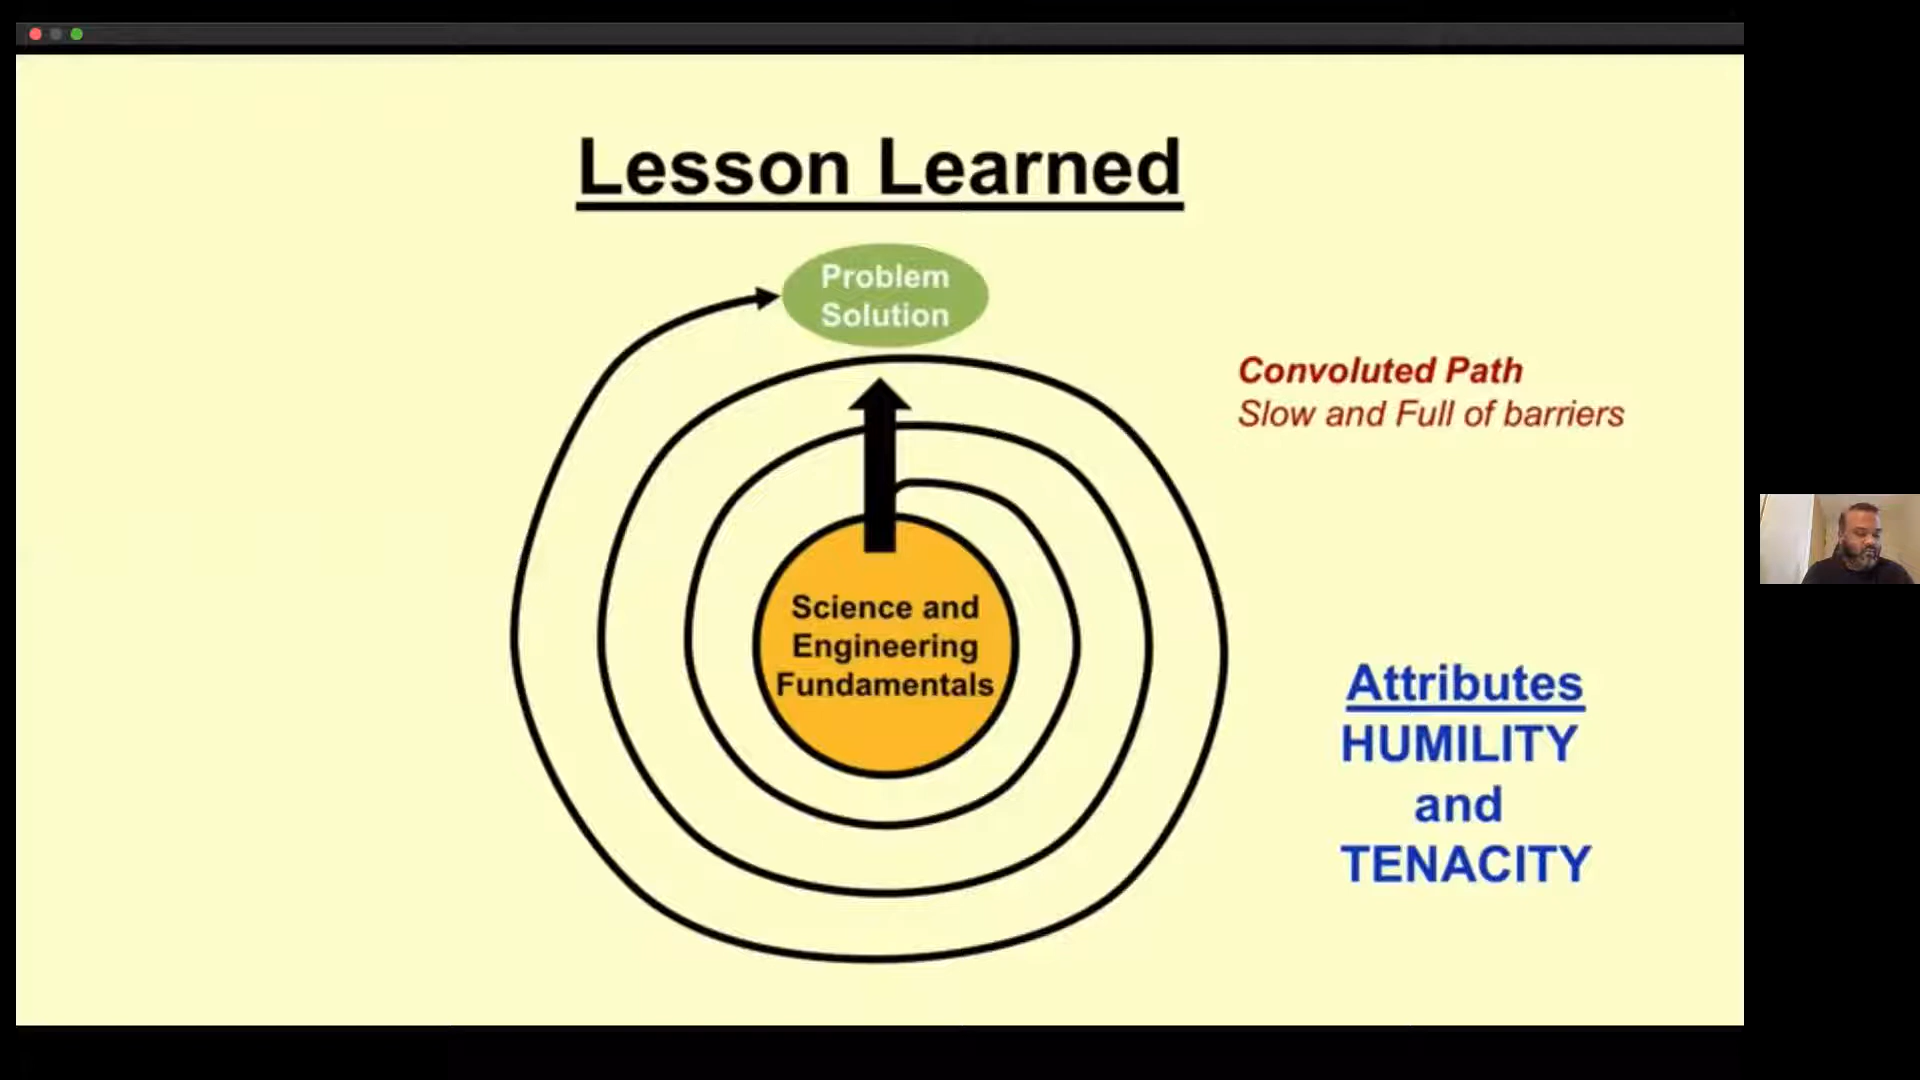 Lesson Learned
Problem
Solution
Convoluted Path
Slow and Full of barriers
Science and
Engineering
Fundamentals
Attributes
HUMILITY
and
TENACITY